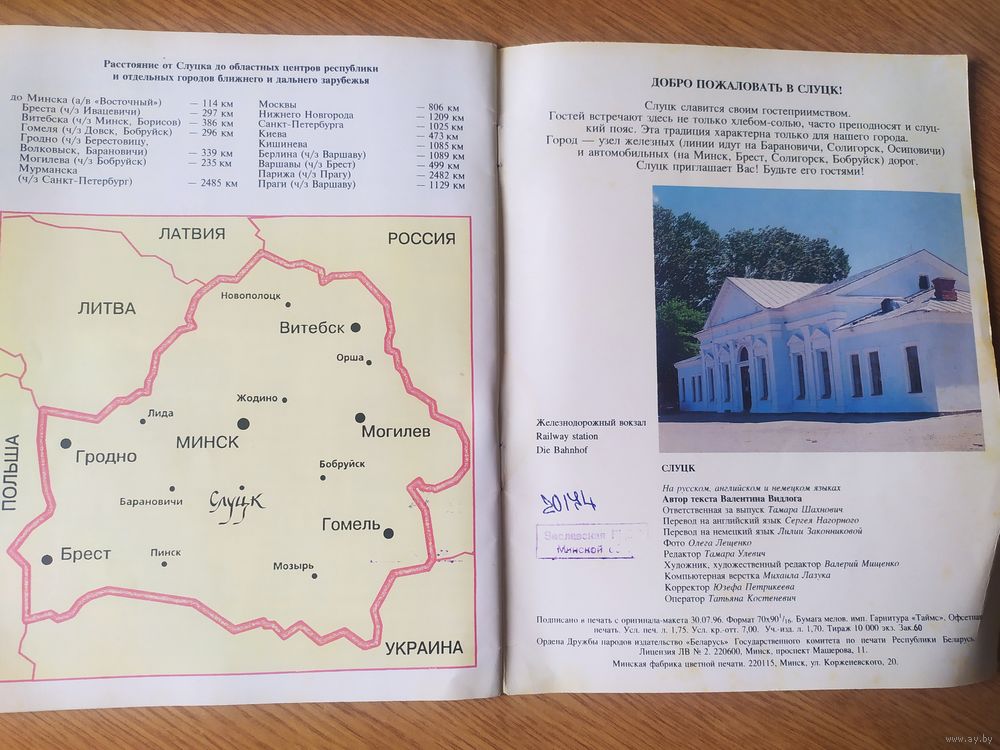 Расстояние от Слуцка до областных центров республики
и отдельных городов ближнего и дальнего зарубежья
до Минска (а/в «Восточный») — 114 км
Бреста (ч/з Ивацевичи) — 297 км
Витебска (ч/з Минск, Борисов) — 386 км
Гомеля (ч/з Довск, Бобруйск) — 296 км
Гродно (ч/з Берестовицу,
Волковыск, Барановичи) — 339 км
Могилева (ч/з Бобруйск) — 235 км
Мурманска
(ч/з Санкт-Петербург) — 2485 км
Москвы — 806 км
Нижнего Новгорода — 1209 км
Санкт-Петербурга — 1025 км
Киева — 473 км
Кишинева — 1085 км
Берлина (ч/з Варшаву) — 1089 км
Варшавы (ч/з Брест) — 499 км
Парижа (ч/з Прагу) — 2482 км
Праги (ч/з Варшаву) — 1129 км
ЛАТВИЯ
РОССИЯ
ЛИТВА
Новополоцк
Витебск
Орша
Жодино
Лида
МИНСК
Могилев
Гродно
ПОЛЬША
Бобруйск
Барановичи
Слуцк
Гомель
Брест
Пинск
Мозырь
УКРАИНА
ДОБРО ПОЖАЛОВАТЬ В СЛУЦК!
Слуцк славится своим гостеприимством.
Гостей встречают здесь не только хлебом-солью, часто преподносят и слуц-
кий пояс. Эта традиция характерна только для нашего города.
Город — узел железных (линии идут на Барановичи, Солигорск, Осиповичи)
и автомобильных (на Минск, Брест, Солигорск, Бобруйск) дорог.
Слуцк приглашает Вас! Будьте его гостями!
Железнодорожный вокзал
Railway station
Die Bahnhof
СЛУЦК
На русском, английском и немецком языках
Автор текста Валентина Видлога
Ответственная за выпуск Тамара Шахнович
Перевод на английский язык Сергея Нагорного
Перевод на немецкий язык Лилии Законниковой
Фото Олега Лещенко
Редактор Тамара Улевич
Художник, художественный редактор Валерий Мищенко
Компьютерная верстка Михаила Лазука
Корректор Юзефа Петрикеева
Оператор Татьяна Костеневич
20174
Заславская
Минской
Подписано в печать с оригинала-макета 30.07.96. Формат 70х90 1/16. Бумага мелов. имп. Гарнитура «Таймс». Офсетная
печать. Усл. печ. л. 1,75. Усл. кр.-отт. 7,00. Уч.-изд. л. 1,70. Тираж 10 000 экз. Зак.60
Ордена Дружбы народов издательство «Беларусь» Государственного комитета по печати Республики Беларусь.
Лицензия ЛВ № 2. 220600, Минск, проспект Машерова, 11.
Минская фабрика цветной печати. 220115, Минск, ул. Корженевского, 20.
www.ay.by